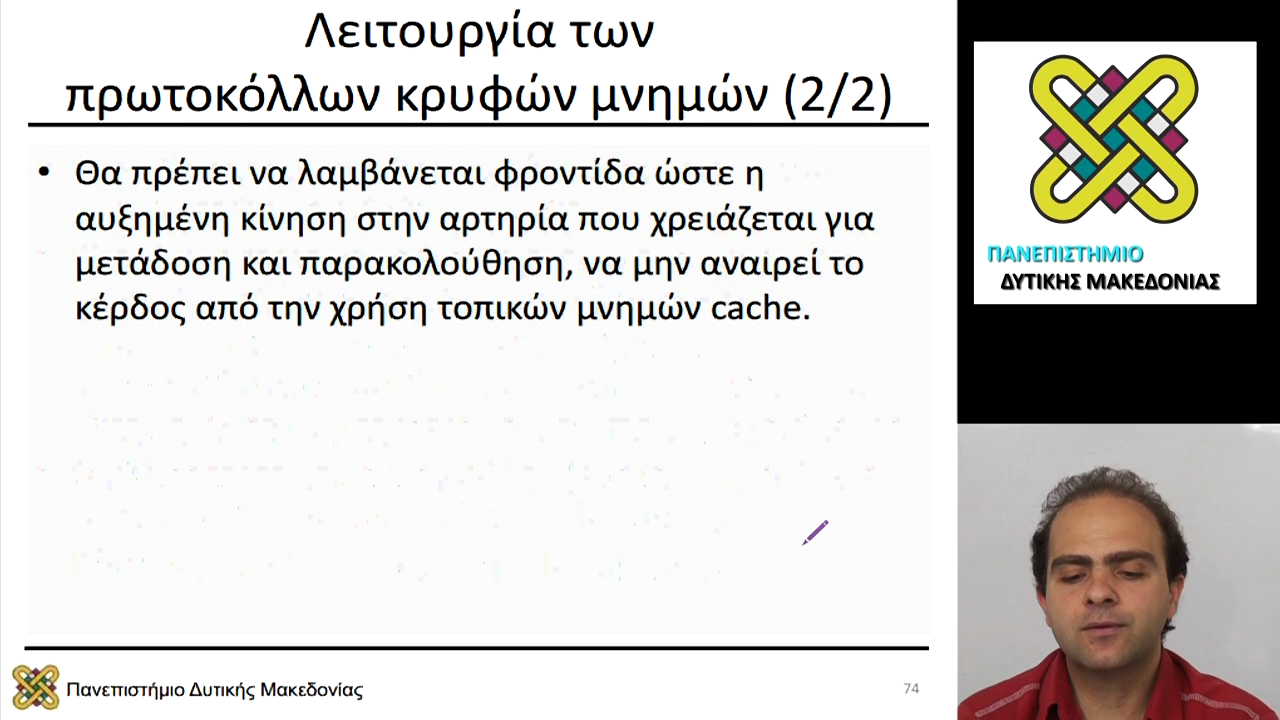 Λειτουργία των
πρωτοκόλλων κρυφών μνημών (2/2)
• Θα πρέπει να λαμβάνεται φροντίδα ώστε η
αυξημένη κίνηση στην αρτηρία που χρειάζεται για
μετάδοση και παρακολούθηση, να μην αναιρεί το
κέρδος από την χρήση τοπικών μνημών cache.
Πανεπιστήμιο Δυτικής Μακεδονίας
74
ΠΑΝΕΠΙΣΤΗΜΙΟ
ΔΥΤΙΚΗΣ ΜΑΚΕΔΟΝΙΑΣ